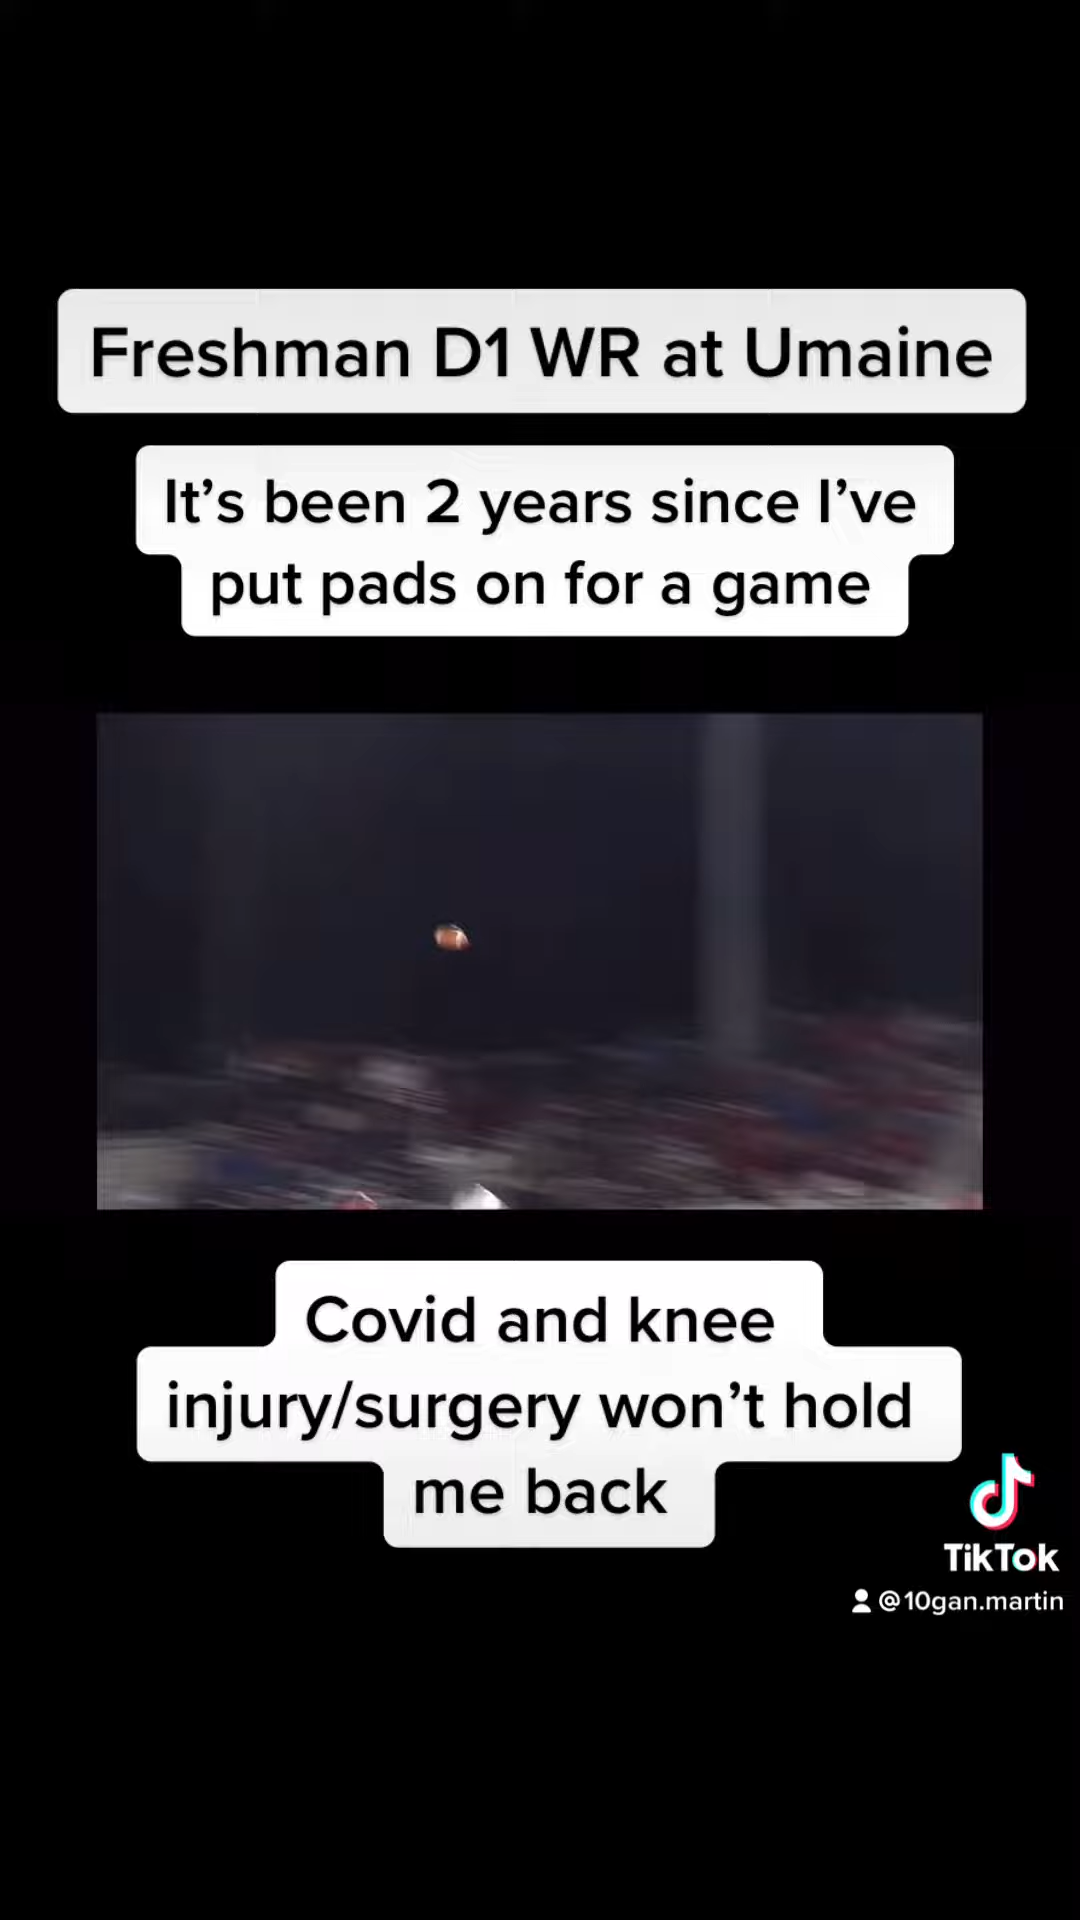 Freshman D1 WR at Umaine
It’s been 2 years since I’ve
put pads on for a game
Covid and knee
injury/surgery won’t hold
me back
TikTok
@10gan.martin